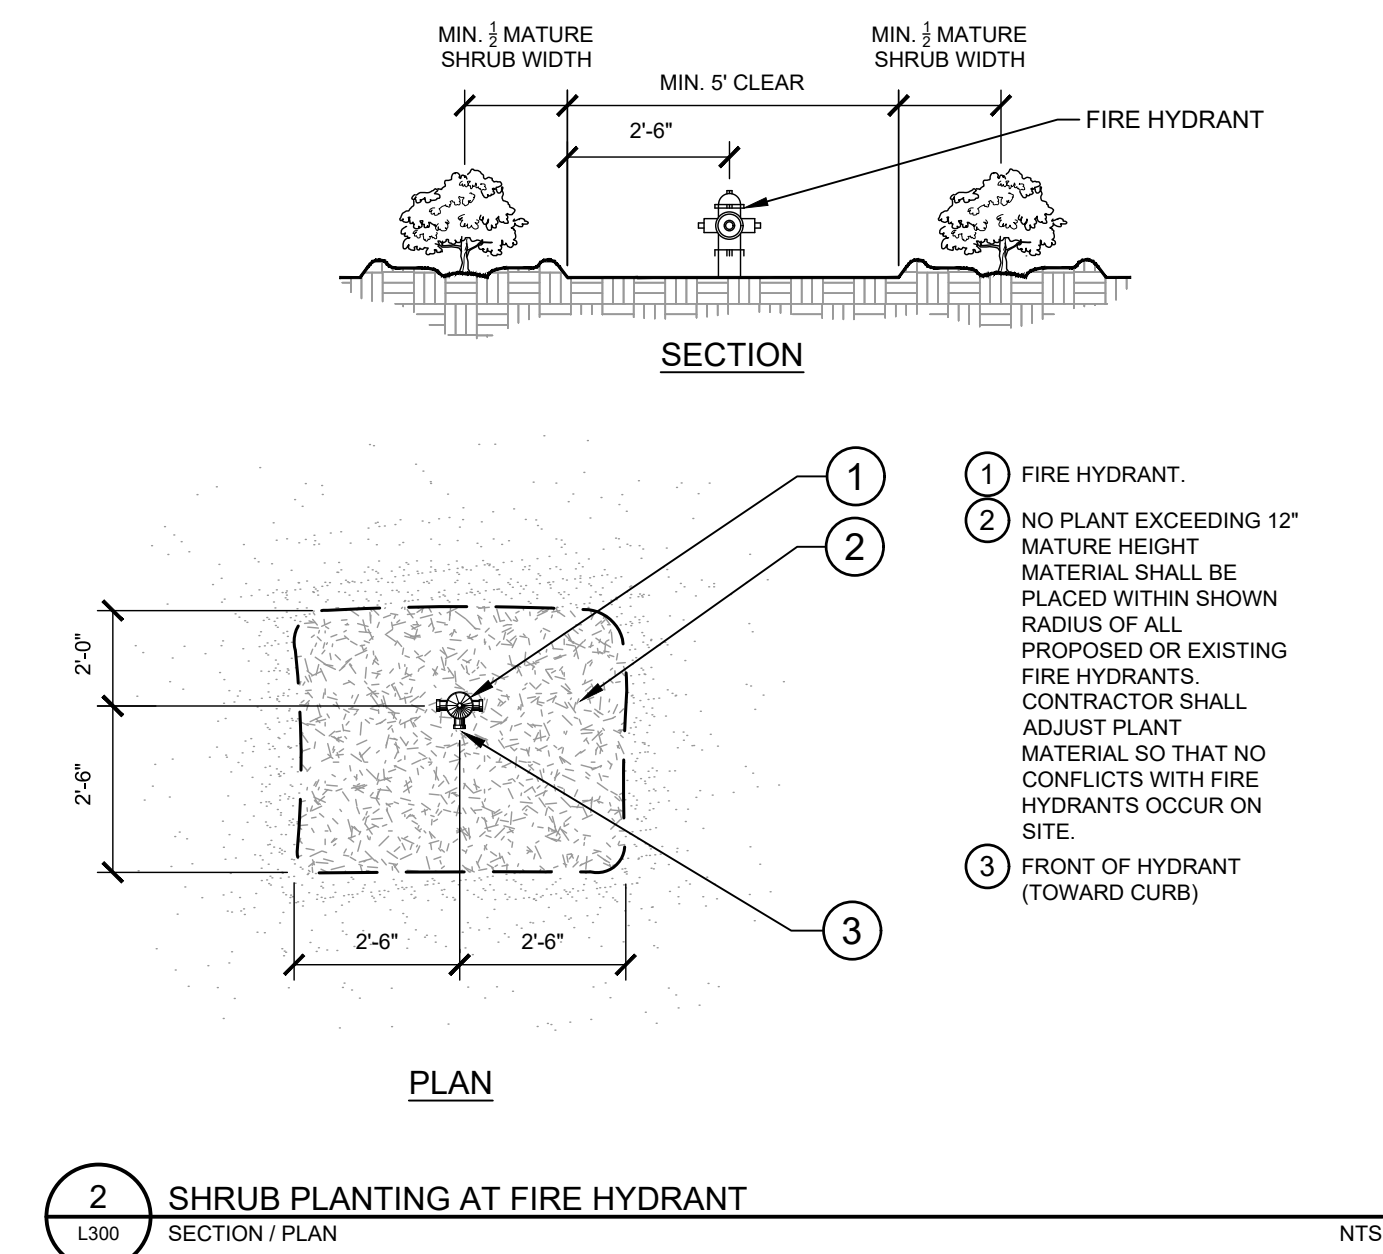 MIN. 1/2 MATURE
SHRUB WIDTH
MIN. 1/2 MATURE
SHRUB WIDTH
MIN. 5' CLEAR
2'-6"
FIRE HYDRANT
SECTION
1
2
3
2'-0"
2'-6"
2'-6"
2'-6"
1 FIRE HYDRANT.
2 NO PLANT EXCEEDING 12"
MATURE HEIGHT
MATERIAL SHALL BE
PLACED WITHIN SHOWN
RADIUS OF ALL
PROPOSED OR EXISTING
FIRE HYDRANTS.
CONTRACTOR SHALL
ADJUST PLANT
MATERIAL SO THAT NO
CONFLICTS WITH FIRE
HYDRANTS OCCUR ON
SITE.
3 FRONT OF HYDRANT
(TOWARD CURB)
PLAN
2
L300
SHRUB PLANTING AT FIRE HYDRANT
SECTION / PLAN
NTS